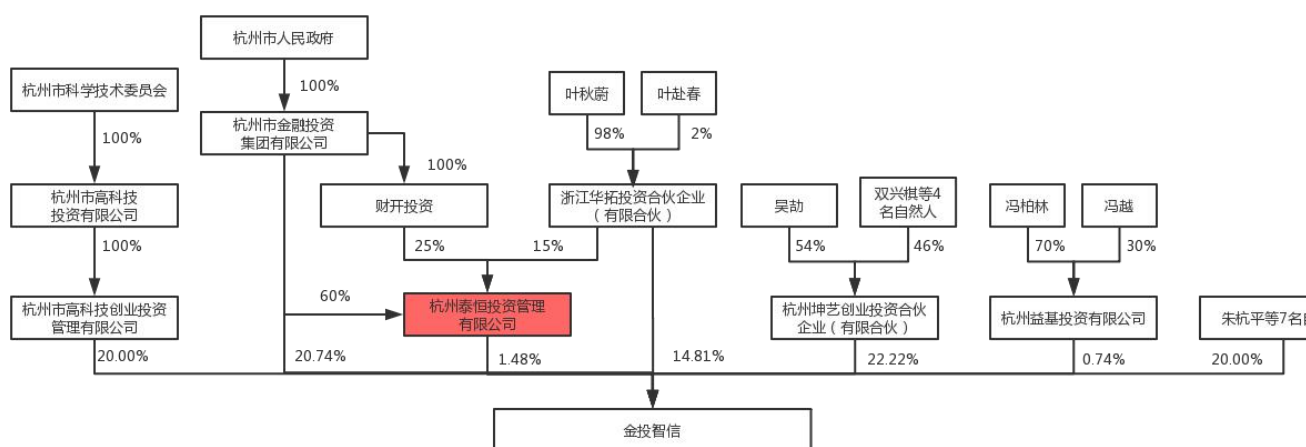 杭州市人民政府
杭州市科学技术委员会
叶秋蔚
叶赴春
100%
杭州市金融投资
集团有限公司
98%
2%
100%
100%
杭州市高科技
投资有限公司
财开投资
浙江华拓投资合伙企业
（有限合伙）
吴劼
双兴棋等4
名自然人
冯柏林
冯越
100%
25%
15%
54%
46%
70%
30%
60%
杭州市高科技创业投资
管理有限公司
杭州泰恒投资管理
有限公司
杭州坤艺创业投资合伙
企业（有限合伙）
杭州益基投资有限公司
朱杭平等7名
20.00%
20.74%
1.48%
14.81%
22.22%
0.74%
20.00%
金投智信